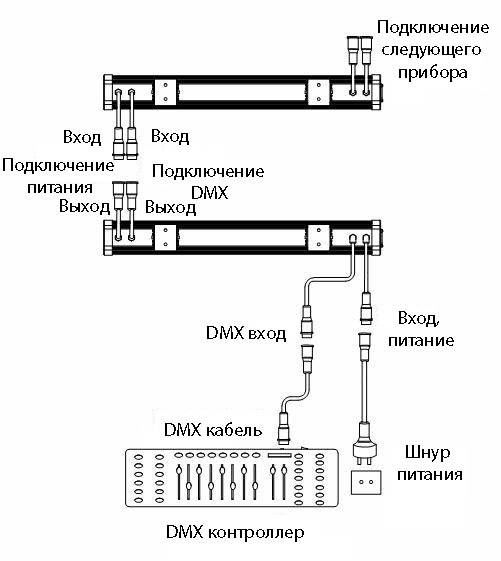 Подключение
следующего
прибора
Вход
Вход
Подключение
питания
Подключение
DMX
Выход
Выход
DMX вход
Вход,
питание
DMX кабель
Шнур
питания
DMX контроллер